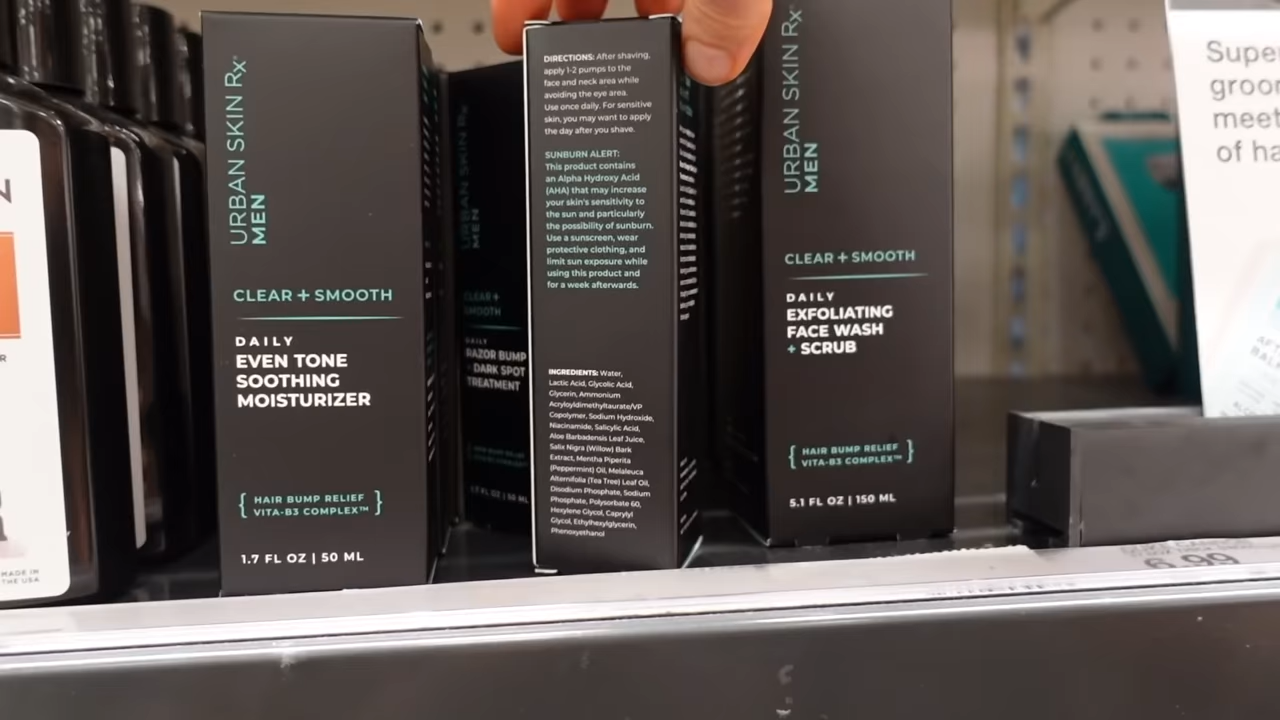 URBAN SKIN Rx
MEN
CLEAR + SMOOTH
DAILY
EVEN TONE
SOOTHING
MOISTURIZER
{ HAIR BUMP RELIEF }
VITA-B3 COMPLEX™
1.7 FL OZ | 50 ML
MADE IN
THE USA
URBAN SKIN Rx
MEN
CLEAR +
SMOOTH
DAILY
RAZOR BUMP
DARK SPOT
TREATMENT
DIRECTIONS: After shaving,
apply 1-2 pumps to the
face and neck area while
avoiding the eye area.
Use once daily. For sensitive
skin, you may want to apply
the day after you shave.
SUNBURN ALERT:
This product contains
an Alpha Hydroxy Acid
(AHA) that may increase
your skin's sensitivity to
the sun and particularly
the possibility of sunburn.
Use a sunscreen, wear
protective clothing, and
limit sun exposure while
using this product and
for a week afterwards.
INGREDIENTS: Water,
Lactic Acid, Glycolic Acid,
Glycerin, Ammonium
Acryloyldimethyltaurate/VP
Copolymer, Sodium Hydroxide,
Niacinamide, Salicylic Acid,
Aloe Barbadensis Leaf Juice,
Salix Nigra (Willow) Bark
Extract, Mentha Piperita
(Peppermint) Oil, Melaleuca
Alternifolia (Tea Tree) Leaf Oil,
Disodium Phosphate, Sodium
Phosphate, Polysorbate 60,
Hexylene Glycol, Caprylyl
Glycol, Ethylhexylglycerin,
Phenoxyethanol
URBAN SKIN Rx
MEN
CLEAR + SMOOTH
DAILY
EXFOLIATING
FACE WASH
+ SCRUB
{ HAIR BUMP RELIEF }
VITA-B3 COMPLEX™
5.1 FL OZ | 150 ML
Supe
groo
meet
of ha
6.99